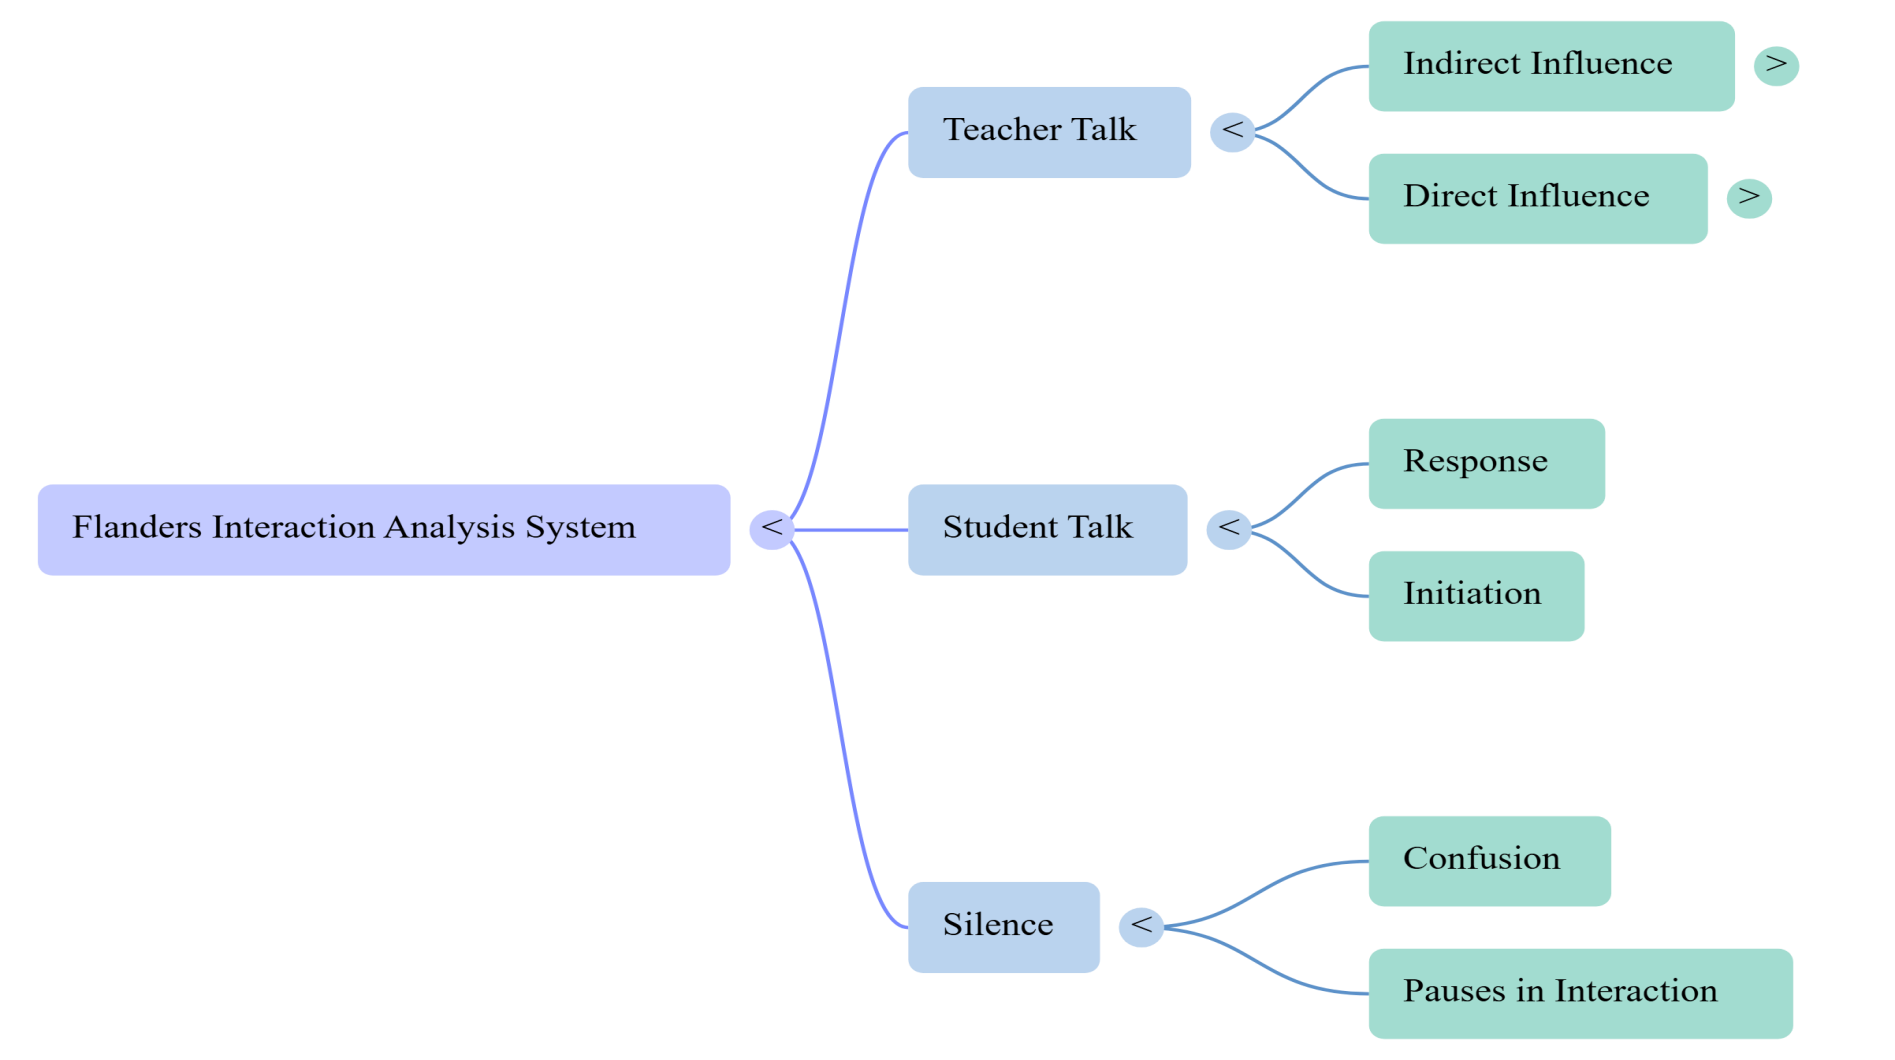 Flanders Interaction Analysis System
<
Teacher Talk
<
Indirect Influence
>
Direct Influence
>
Student Talk
<
Response
Initiation
Silence
<
Confusion
Pauses in Interaction